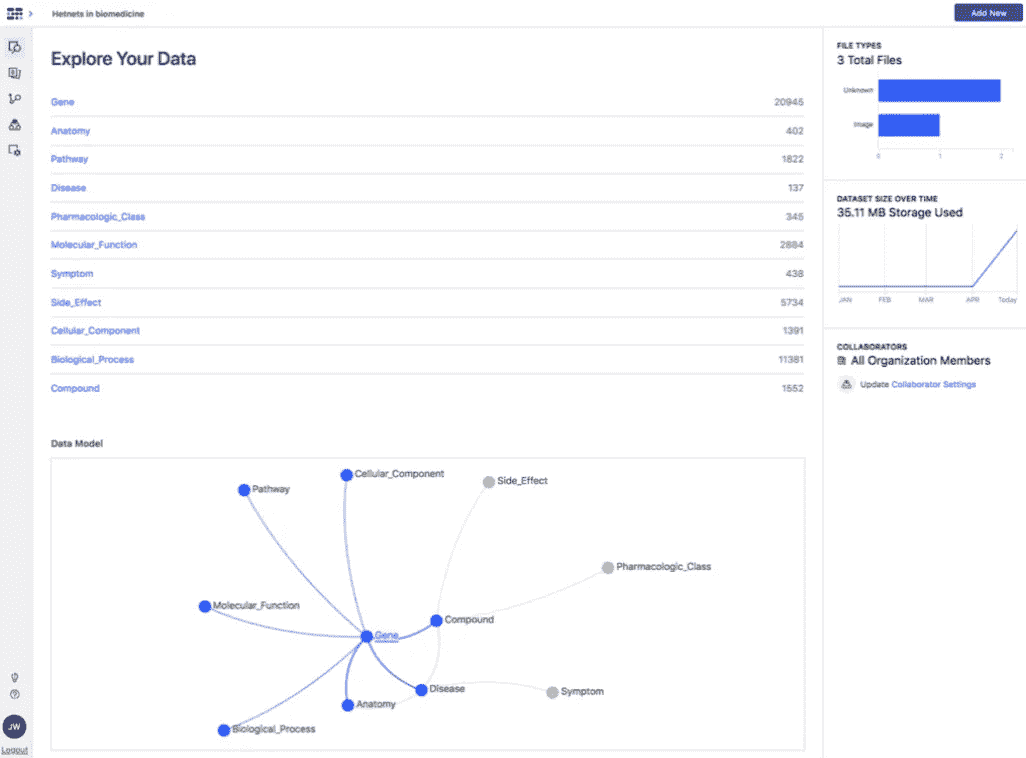 Hetnets in biomedicine
Add New
Explore Your Data
Gene 20945
Anatomy 402
Pathway 1822
Disease 137
Pharmacologic_Class 345
Molecular_Function 2884
Symptom 438
Side_Effect 5734
Cellular_Component 1391
Biological_Process 11381
Compound 1552
Data Model
Cellular_Component
Side_Effect
Pathway
Pharmacologic_Class
Molecular_Function
Compound
Gene
Disease
Symptom
Anatomy
Biological_Process
FILE TYPES
3 Total Files
Unknown
Image
0 1 2
DATASET SIZE OVER TIME
35.11 MB Storage Used
JAN FEB MAR APR Today
COLLABORATORS
All Organization Members
Update Collaborator Settings
JW
Logout